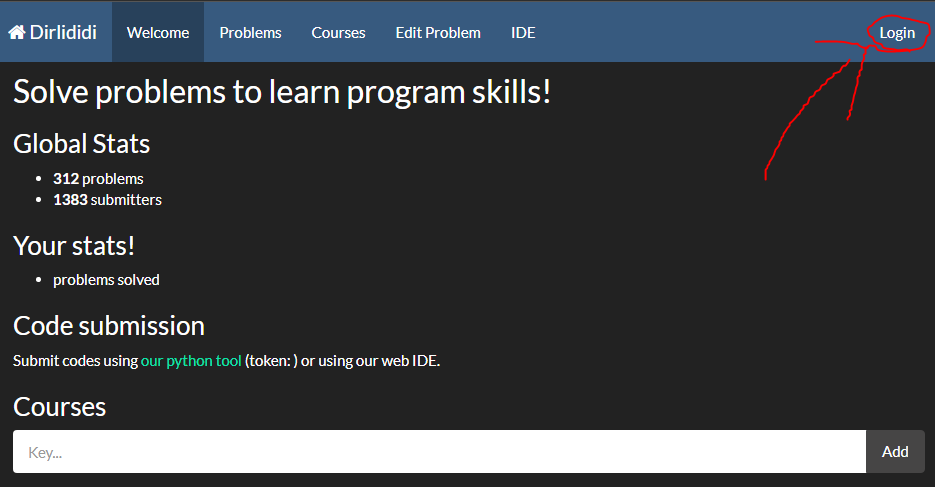 Dirlididi Welcome Problems Courses Edit Problem IDE Login
Solve problems to learn program skills!
Global Stats
• 312 problems
• 1383 submitters
Your stats!
• problems solved
Code submission
Submit codes using our python tool (token: ) or using our web IDE.
Courses
Key... Add